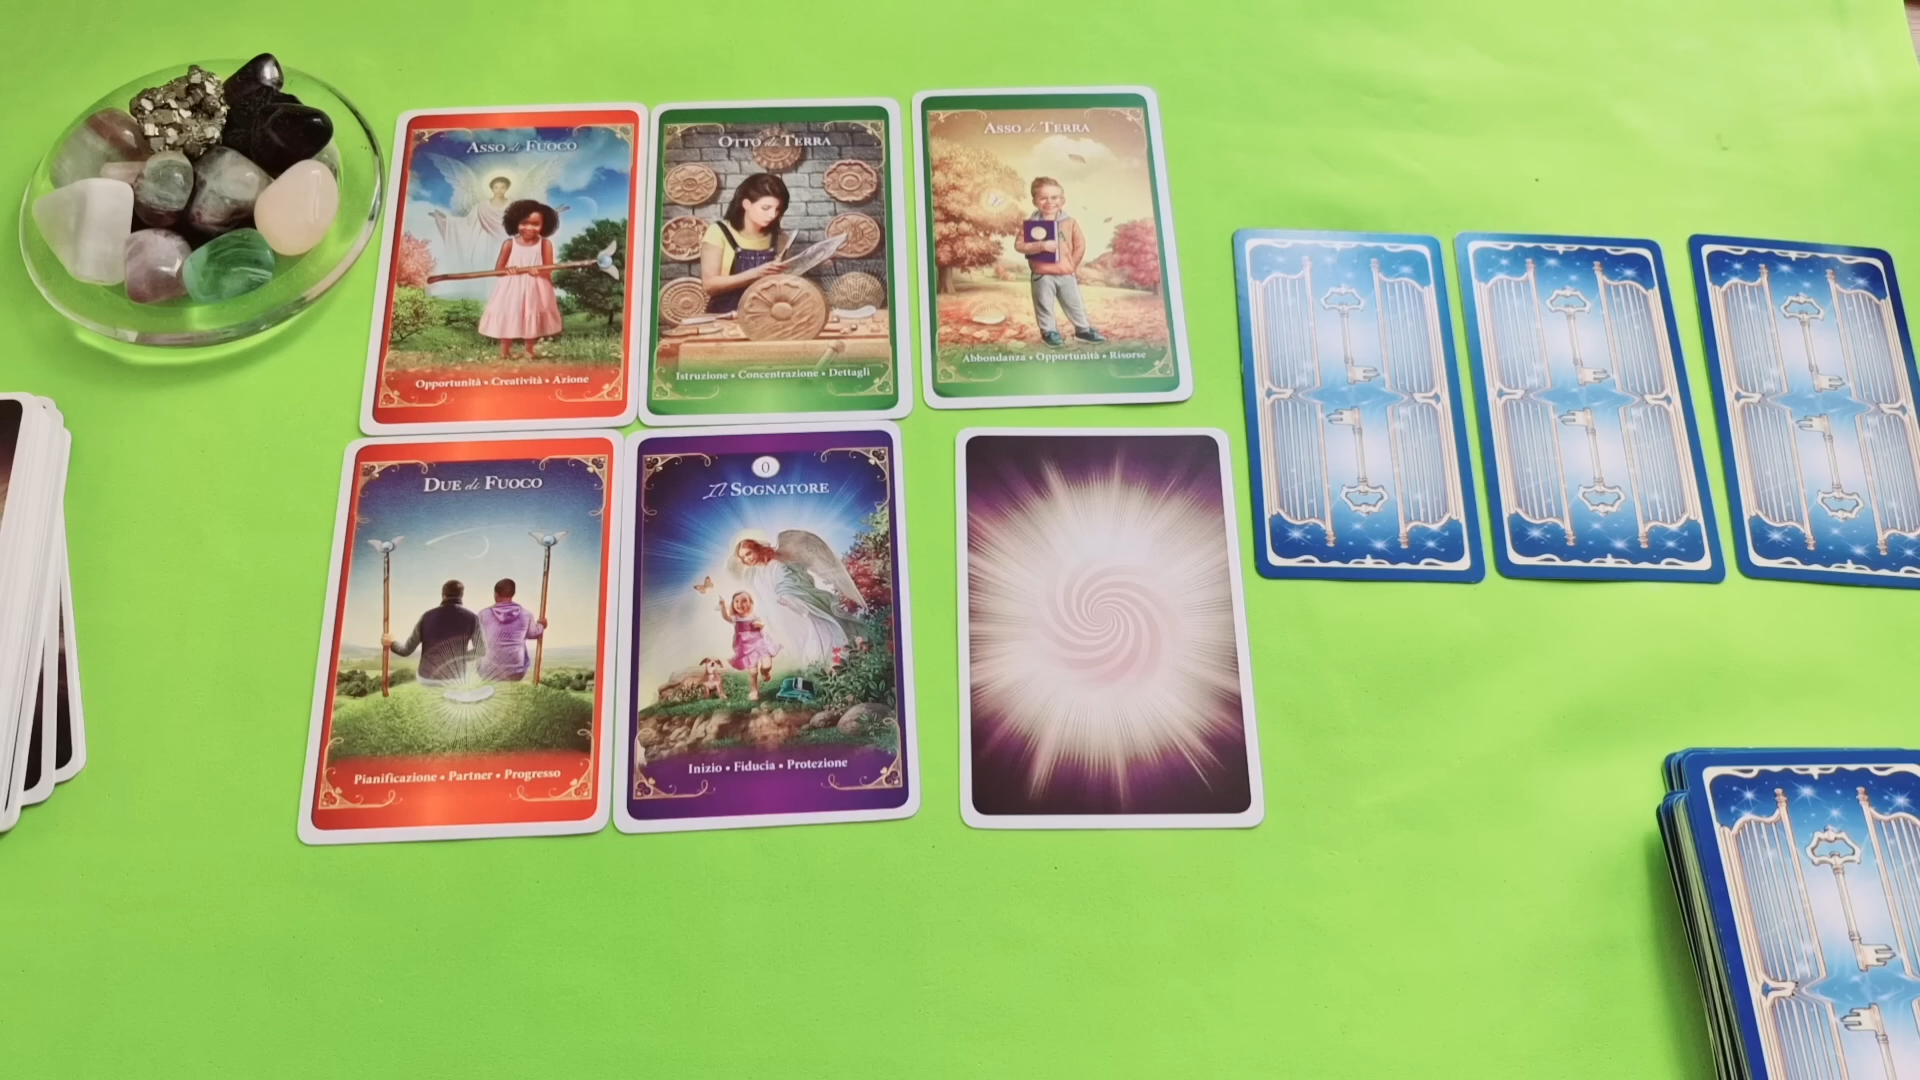 Asso di Fuoco
Opportunità • Creatività • Azione
Otto di Terra
Istruzione • Concentrazione • Dettagli
Asso di Terra
Abbondanza • Opportunità • Risorse
Due di Fuoco
Pianificazione • Partner • Progresso
0
Il Sognatore
Inizio • Fiducia • Protezione